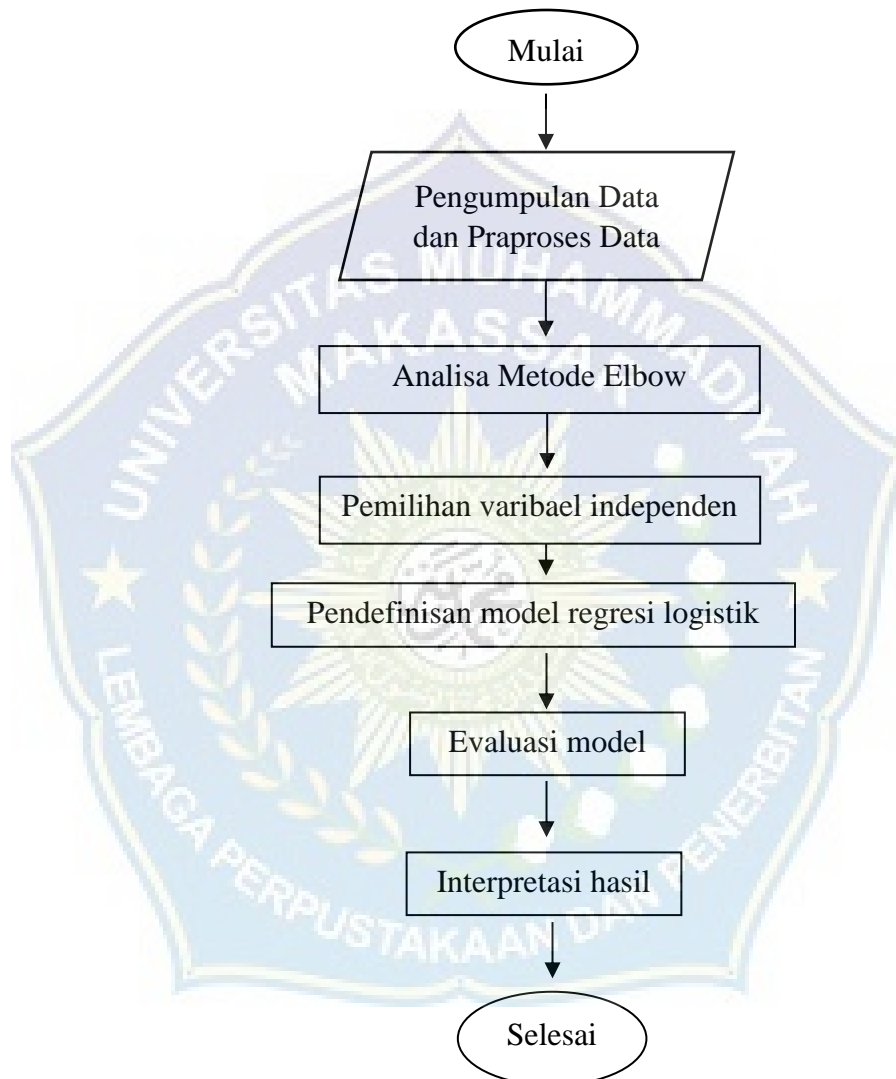 Mulai
Pengumpulan Data
dan Praproses Data
UNIVERSITAS MUHAMMADIYAH
MAKASSAR
Analisa Metode Elbow
Pemilihan varibael independen
Pendefinisan model regresi logistik
Evaluasi model
Interpretasi hasil
LEMBAGA PERPUSTAKAAN DAN PENERBITAN
Selesai